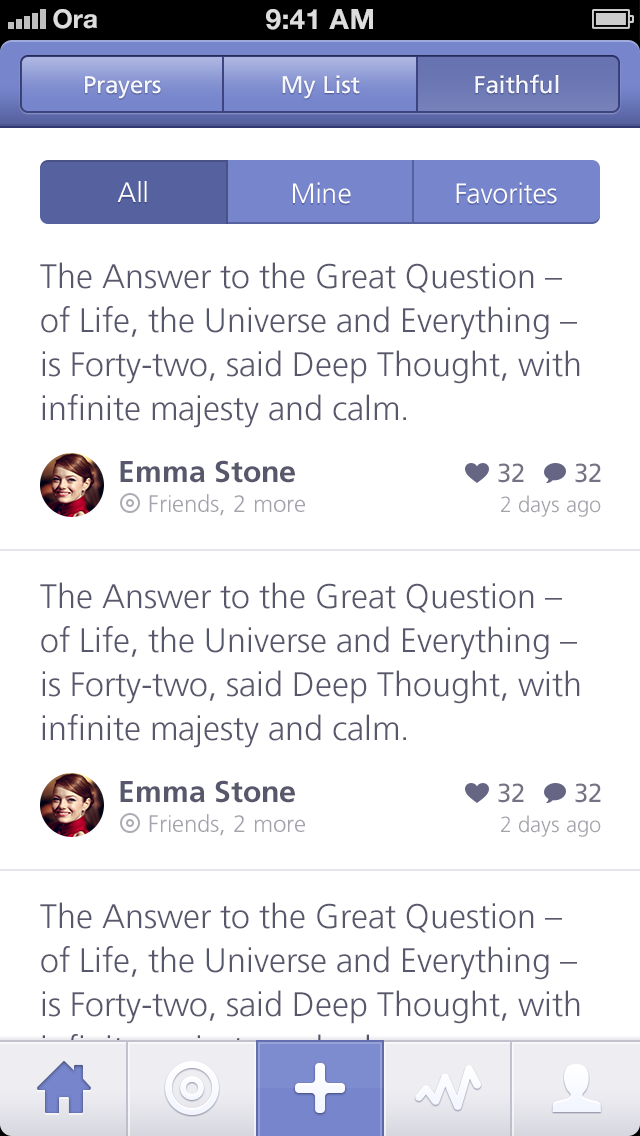 Ora 9:41 AM
Prayers My List Faithful
All Mine Favorites
The Answer to the Great Question –
of Life, the Universe and Everything –
is Forty-two, said Deep Thought, with
infinite majesty and calm.
Emma Stone 32 32
Friends, 2 more 2 days ago
The Answer to the Great Question –
of Life, the Universe and Everything –
is Forty-two, said Deep Thought, with
infinite majesty and calm.
Emma Stone 32 32
Friends, 2 more 2 days ago
The Answer to the Great Question –
of Life, the Universe and Everything –
is Forty-two, said Deep Thought, with